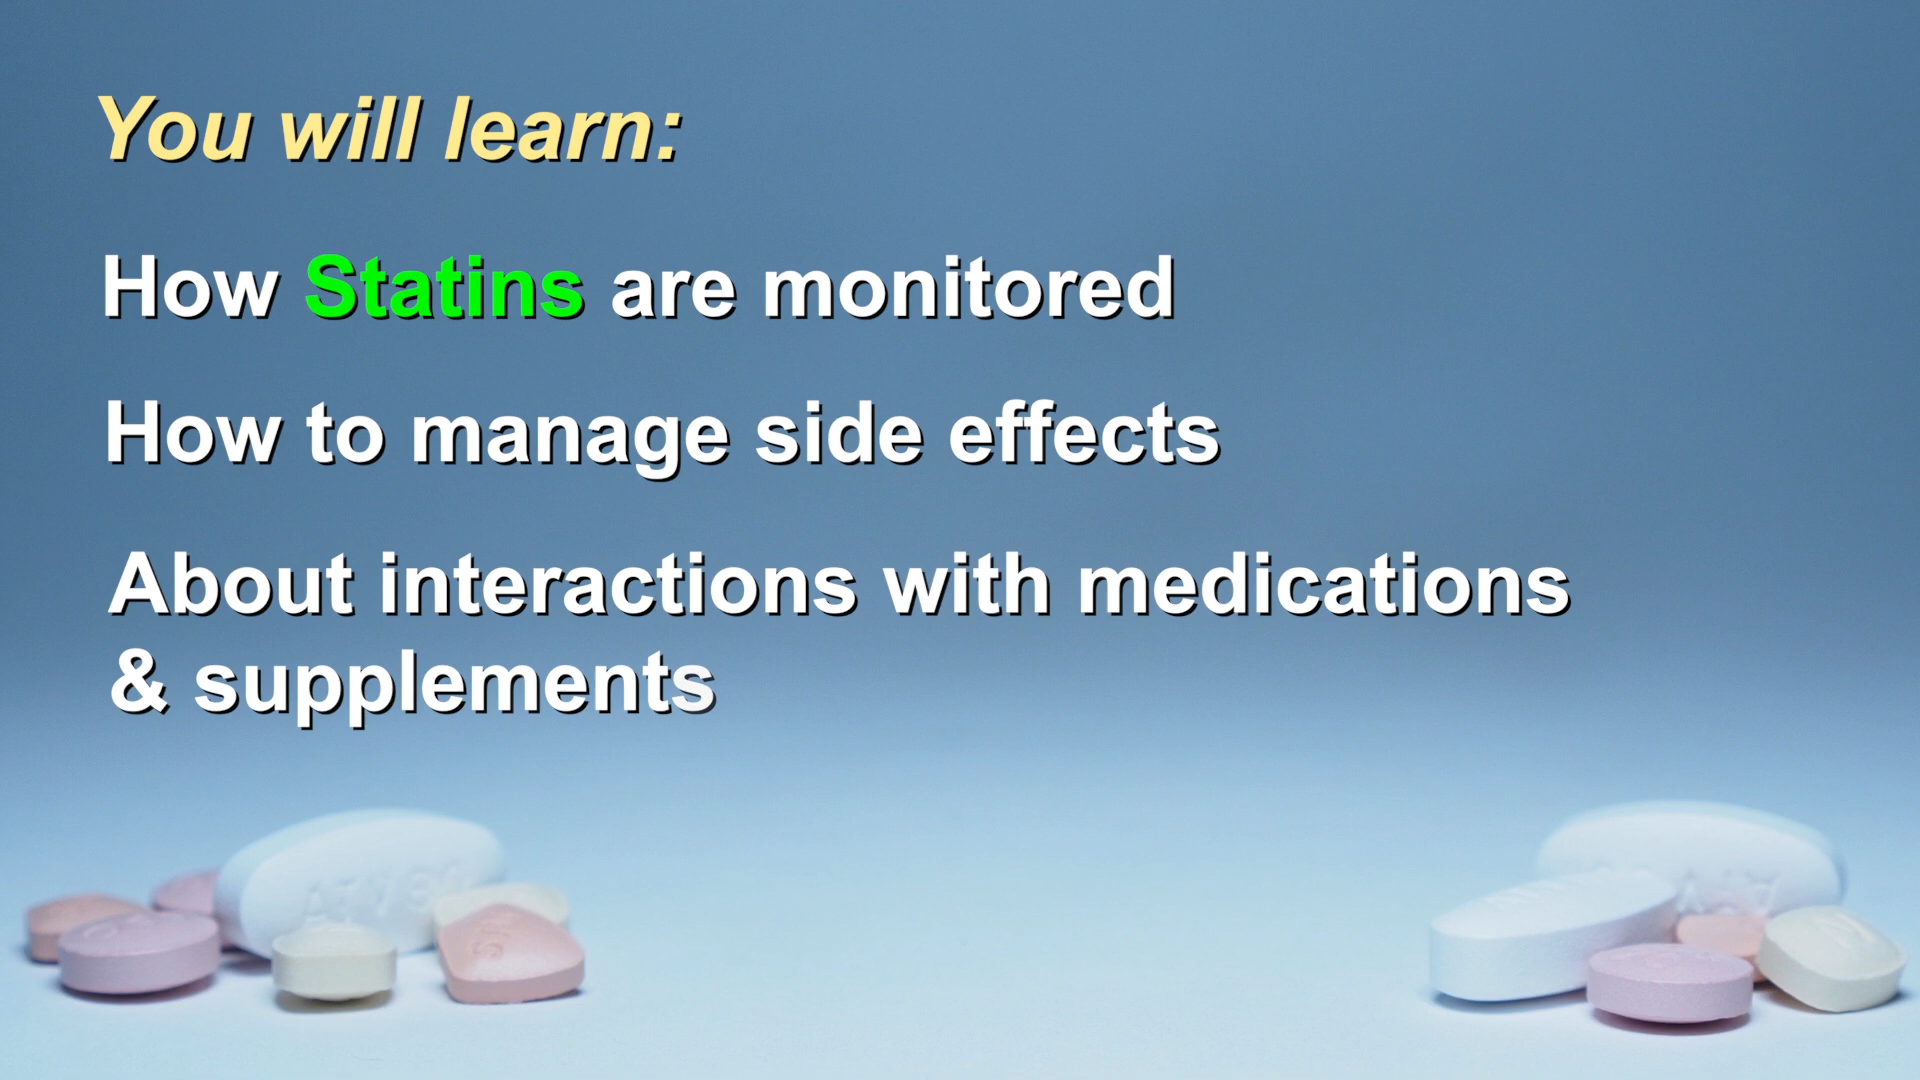 You will learn:
How Statins are monitored
How to manage side effects
About interactions with medications
& supplements